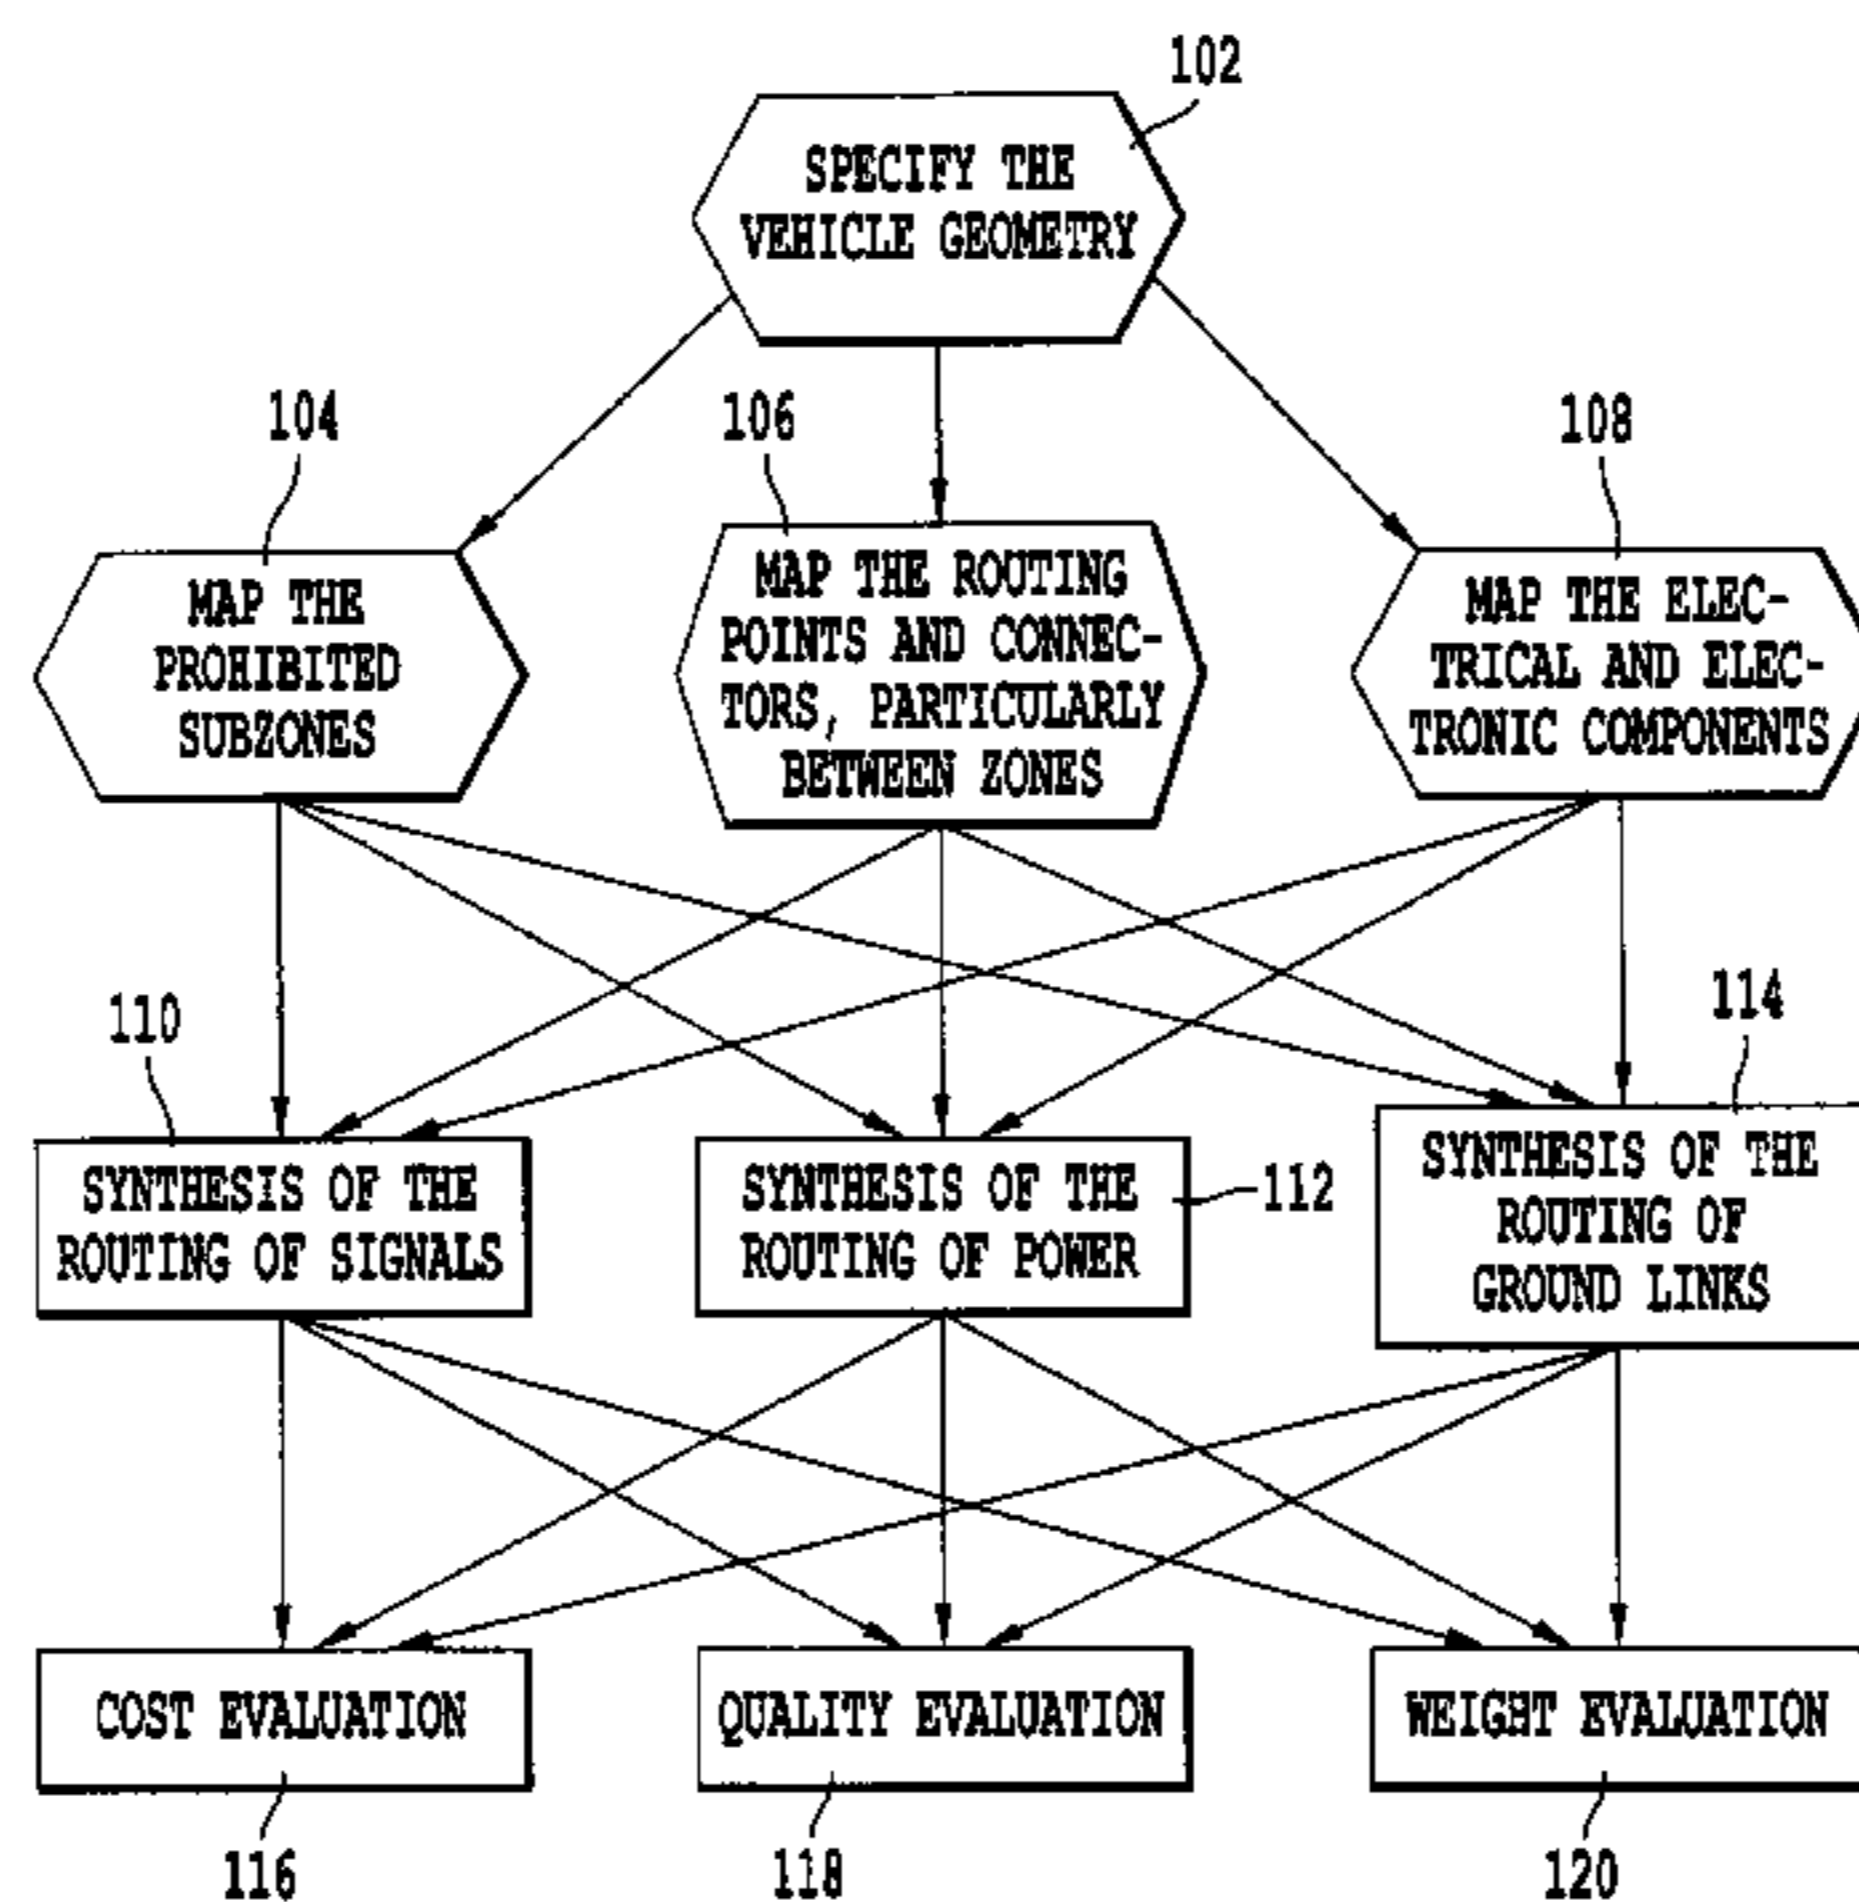 102
SPECIFY THE
VEHICLE GEOMETRY
104
106
108
MAP THE
PROHIBITED
SUBZONES
MAP THE ROUTING
POINTS AND CONNEC-
TORS, PARTICULARLY
BETWEEN ZONES
MAP THE ELEC-
TRICAL AND ELEC-
TRONIC COMPONENTS
110
114
SYNTHESIS OF THE
ROUTING OF SIGNALS
SYNTHESIS OF THE
ROUTING OF POWER
112
SYNTHESIS OF THE
ROUTING OF
GROUND LINKS
COST EVALUATION
QUALITY EVALUATION
WEIGHT EVALUATION
116
118
120